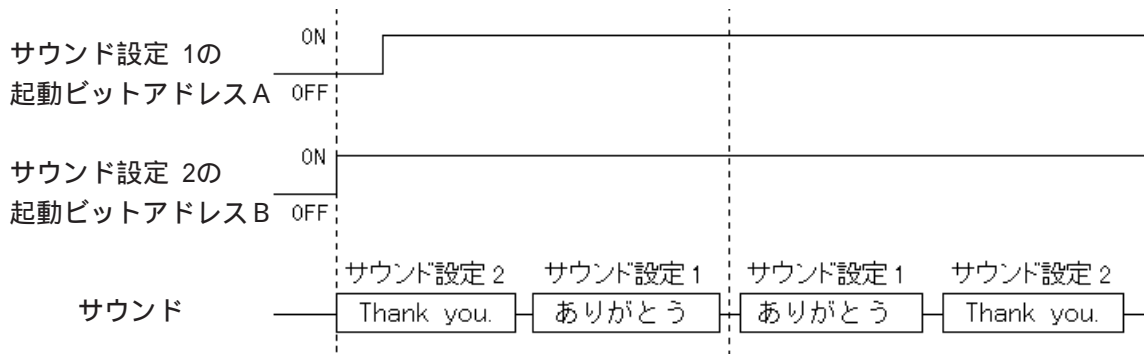 ON
サウンド設定 1の
起動ビットアドレスA
OFF
ON
サウンド設定 2の
起動ビットアドレスB
OFF
サウンド設定2 サウンド設定1 サウンド設定1 サウンド設定2
サウンド Thank you. ありがとう ありがとう Thank you.